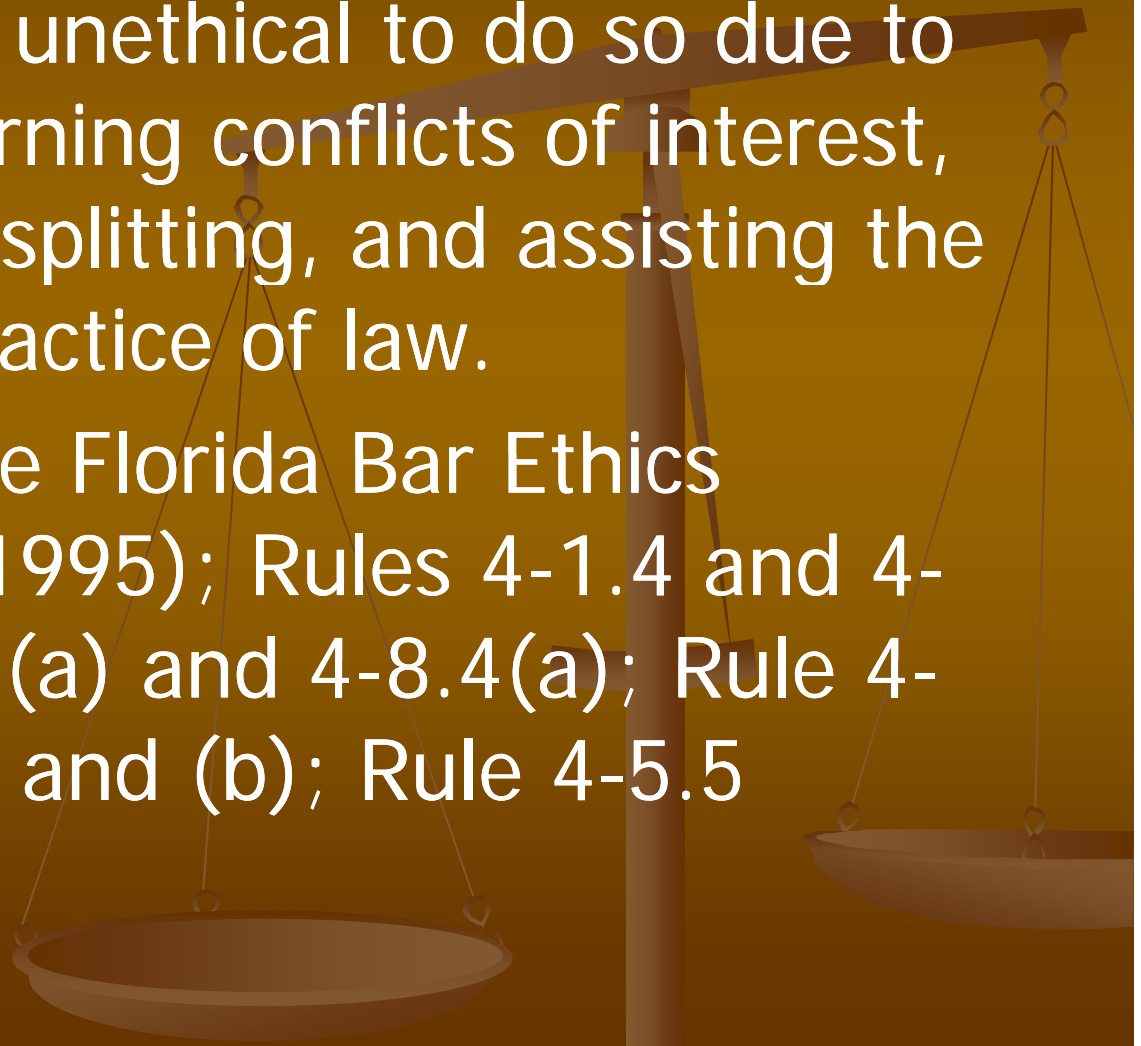 unethical to do so due to
rning conflicts of interest,
splitting, and assisting the
actice of law.
e Florida Bar Ethics
1995); Rules 4-1.4 and 4-
(a) and 4-8.4(a); Rule 4-
and (b); Rule 4-5.5